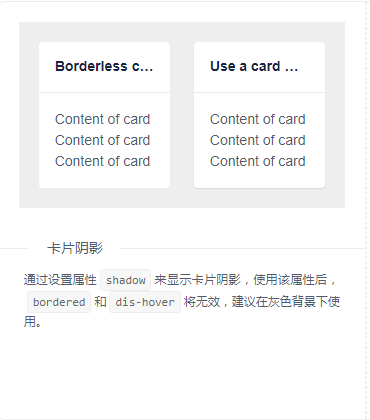 Borderless c...
Use a card ...
Content of card
Content of card
Content of card
Content of card
Content of card
Content of card
卡片阴影
通过设置属性 shadow 来显示卡片阴影，使用该属性后，
bordered 和 dis-hover 将无效，建议在灰色背景下使
用。